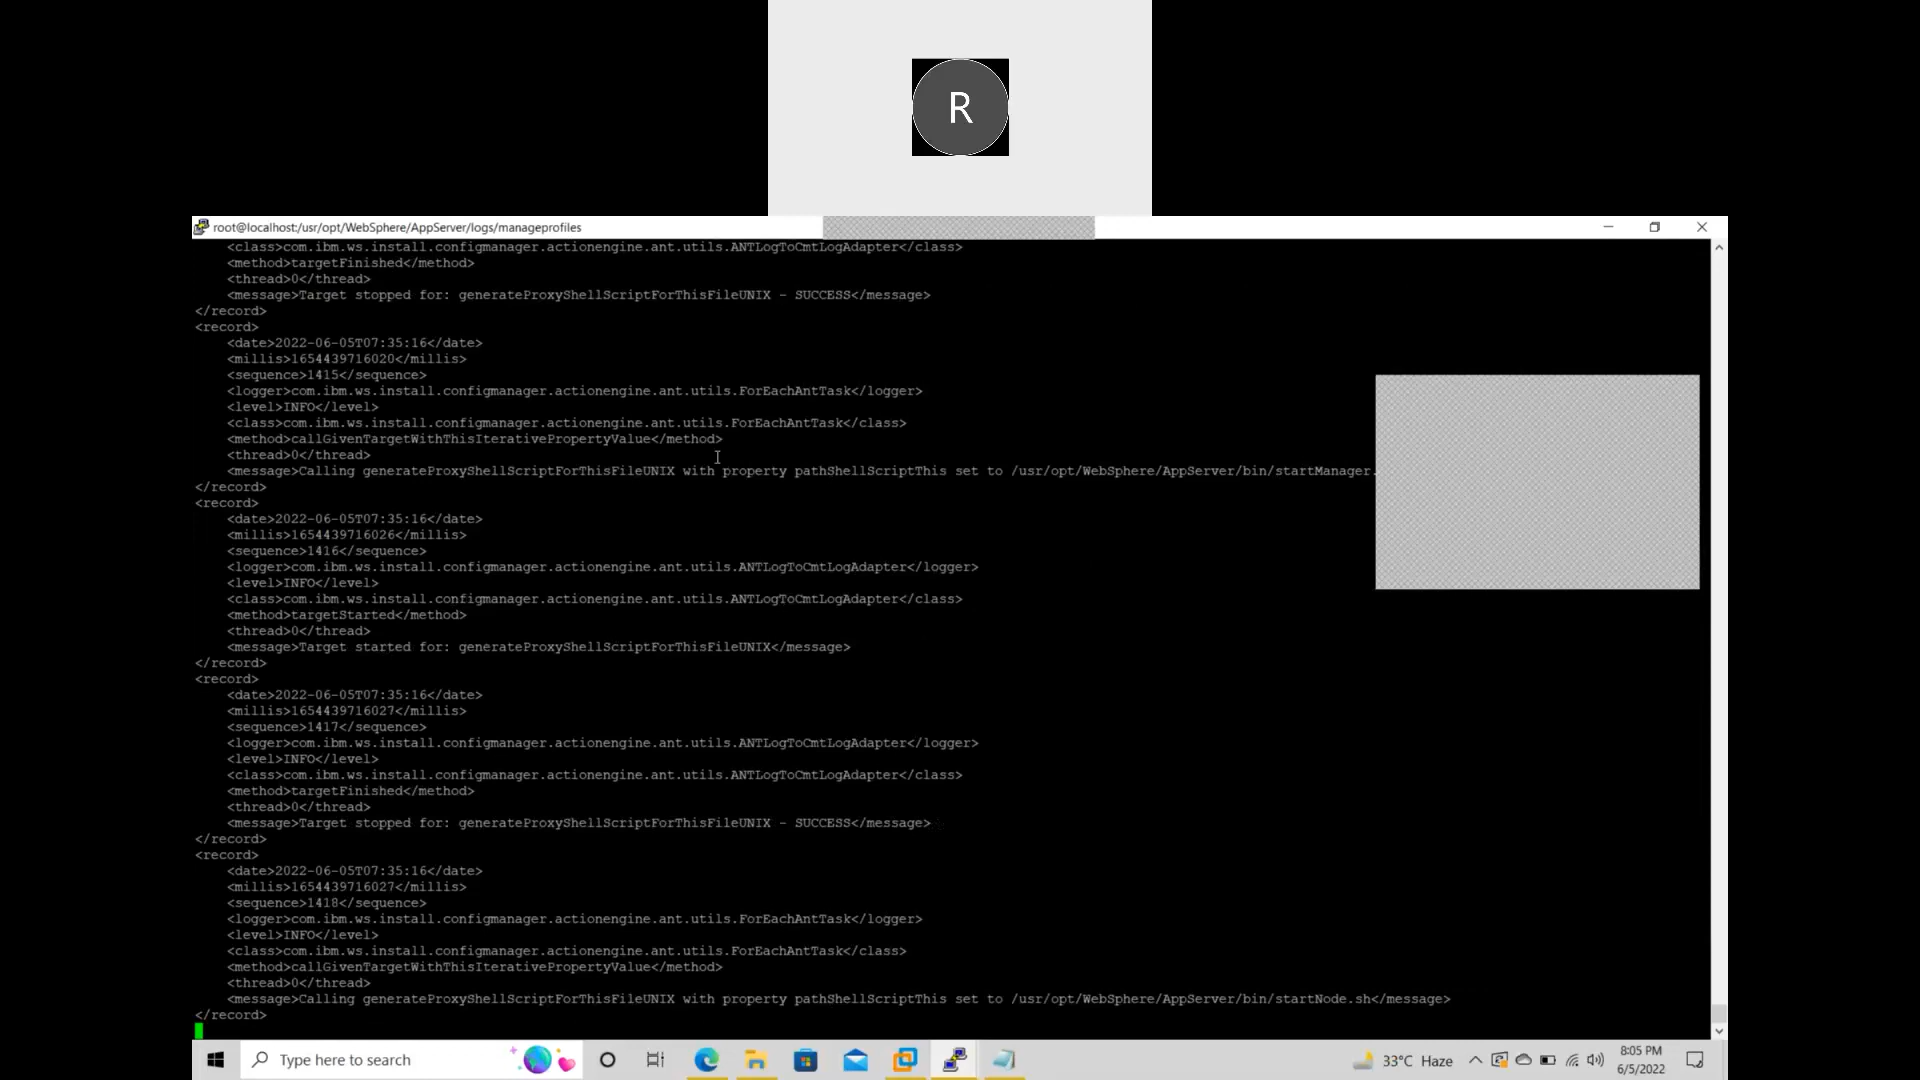 R
root@localhost:/usr/opt/WebSphere/AppServer/logs/manageprofiles
<class>com.ibm.ws.install.configmanager.actionengine.ant.utils.ANTLogToCmtLogAdapter</class>
<method>targetFinished</method>
<thread>0</thread>
<message>Target stopped for: generateProxyShellScriptForThisFileUNIX - SUCCESS</message>
</record>
<record>
<date>2022-06-05T07:35:16</date>
<millis>1654439716020</millis>
<sequence>1415</sequence>
<logger>com.ibm.ws.install.configmanager.actionengine.ant.utils.ForEachAntTask</logger>
<level>INFO</level>
<class>com.ibm.ws.install.configmanager.actionengine.ant.utils.ForEachAntTask</class>
<method>callGivenTargetWithThisIterativePropertyValue</method>
<thread>0</thread>
<message>Calling generateProxyShellScriptForThisFileUNIX with property pathShellScriptThis set to /usr/opt/WebSphere/AppServer/bin/startManager.
</record>
<record>
<date>2022-06-05T07:35:16</date>
<millis>1654439716026</millis>
<sequence>1416</sequence>
<logger>com.ibm.ws.install.configmanager.actionengine.ant.utils.ANTLogToCmtLogAdapter</logger>
<level>INFO</level>
<class>com.ibm.ws.install.configmanager.actionengine.ant.utils.ANTLogToCmtLogAdapter</class>
<method>targetStarted</method>
<thread>0</thread>
<message>Target started for: generateProxyShellScriptForThisFileUNIX</message>
</record>
<record>
<date>2022-06-05T07:35:16</date>
<millis>1654439716027</millis>
<sequence>1417</sequence>
<logger>com.ibm.ws.install.configmanager.actionengine.ant.utils.ANTLogToCmtLogAdapter</logger>
<level>INFO</level>
<class>com.ibm.ws.install.configmanager.actionengine.ant.utils.ANTLogToCmtLogAdapter</class>
<method>targetFinished</method>
<thread>0</thread>
<message>Target stopped for: generateProxyShellScriptForThisFileUNIX - SUCCESS</message>
</record>
<record>
<date>2022-06-05T07:35:16</date>
<millis>1654439716027</millis>
<sequence>1418</sequence>
<logger>com.ibm.ws.install.configmanager.actionengine.ant.utils.ForEachAntTask</logger>
<level>INFO</level>
<class>com.ibm.ws.install.configmanager.actionengine.ant.utils.ForEachAntTask</class>
<method>callGivenTargetWithThisIterativePropertyValue</method>
<thread>0</thread>
<message>Calling generateProxyShellScriptForThisFileUNIX with property pathShellScriptThis set to /usr/opt/WebSphere/AppServer/bin/startNode.sh</message>
</record>
Type here to search
33°C Haze
8:05 PM
6/5/2022